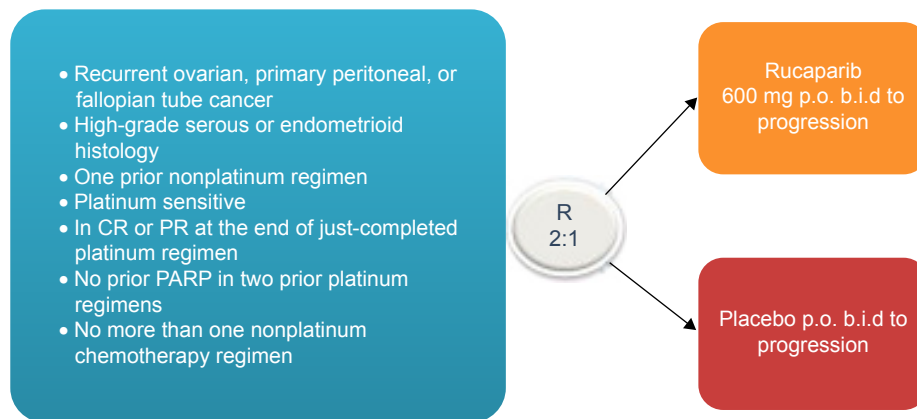 • Recurrent ovarian, primary peritoneal, or
fallopian tube cancer
• High-grade serous or endometrioid
histology
• One prior nonplatinum regimen
• Platinum sensitive
• In CR or PR at the end of just-completed
platinum regimen
• No prior PARP in two prior platinum
regimens
• No more than one nonplatinum
chemotherapy regimen
R
2:1
Rucaparib
600 mg p.o. b.i.d to
progression
Placebo p.o. b.i.d to
progression